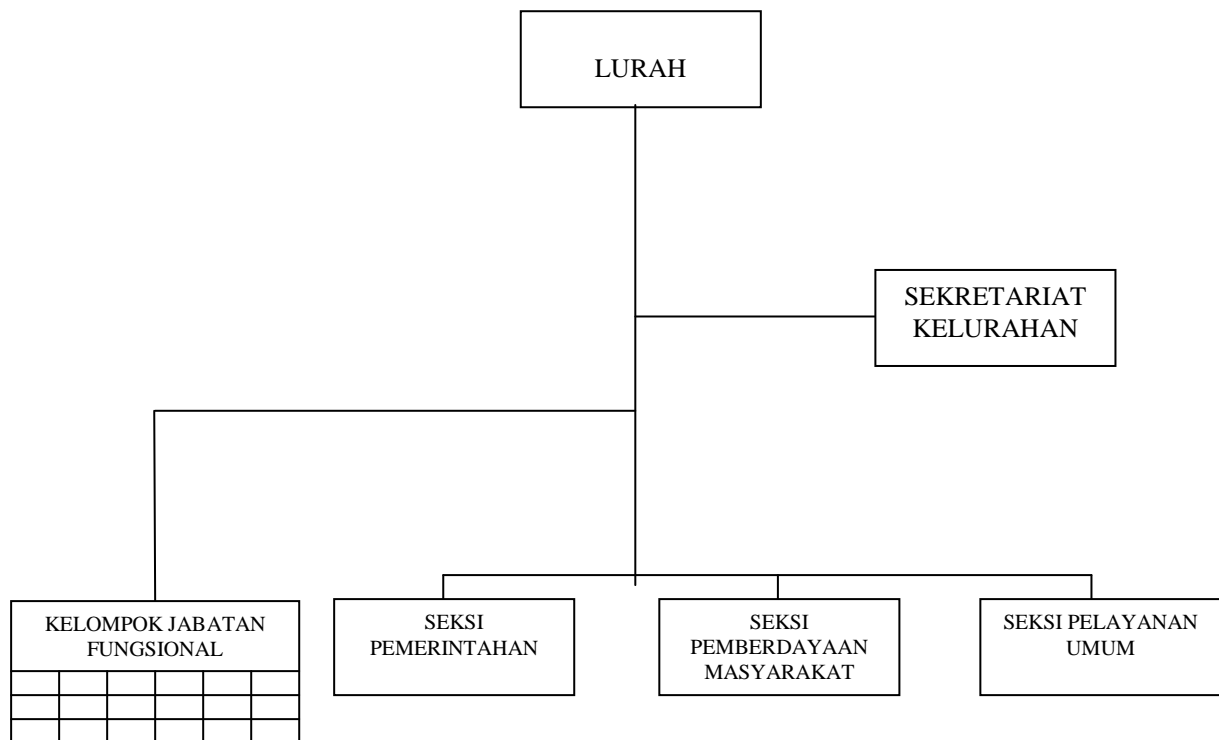 LURAH
SEKRETARIAT
KELURAHAN
KELOMPOK JABATAN
FUNGSIONAL
SEKSI
PEMERINTAHAN
SEKSI
PEMBERDAYAAN
MASYARAKAT
SEKSI PELAYANAN
UMUM